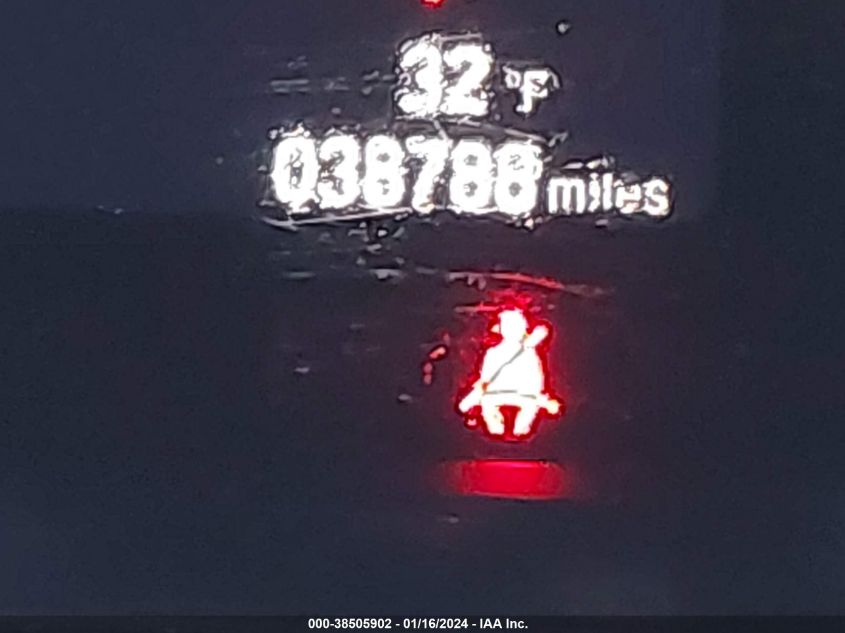 32 °F
038788 miles
000-38505902 - 01/16/2024 - IAA Inc.